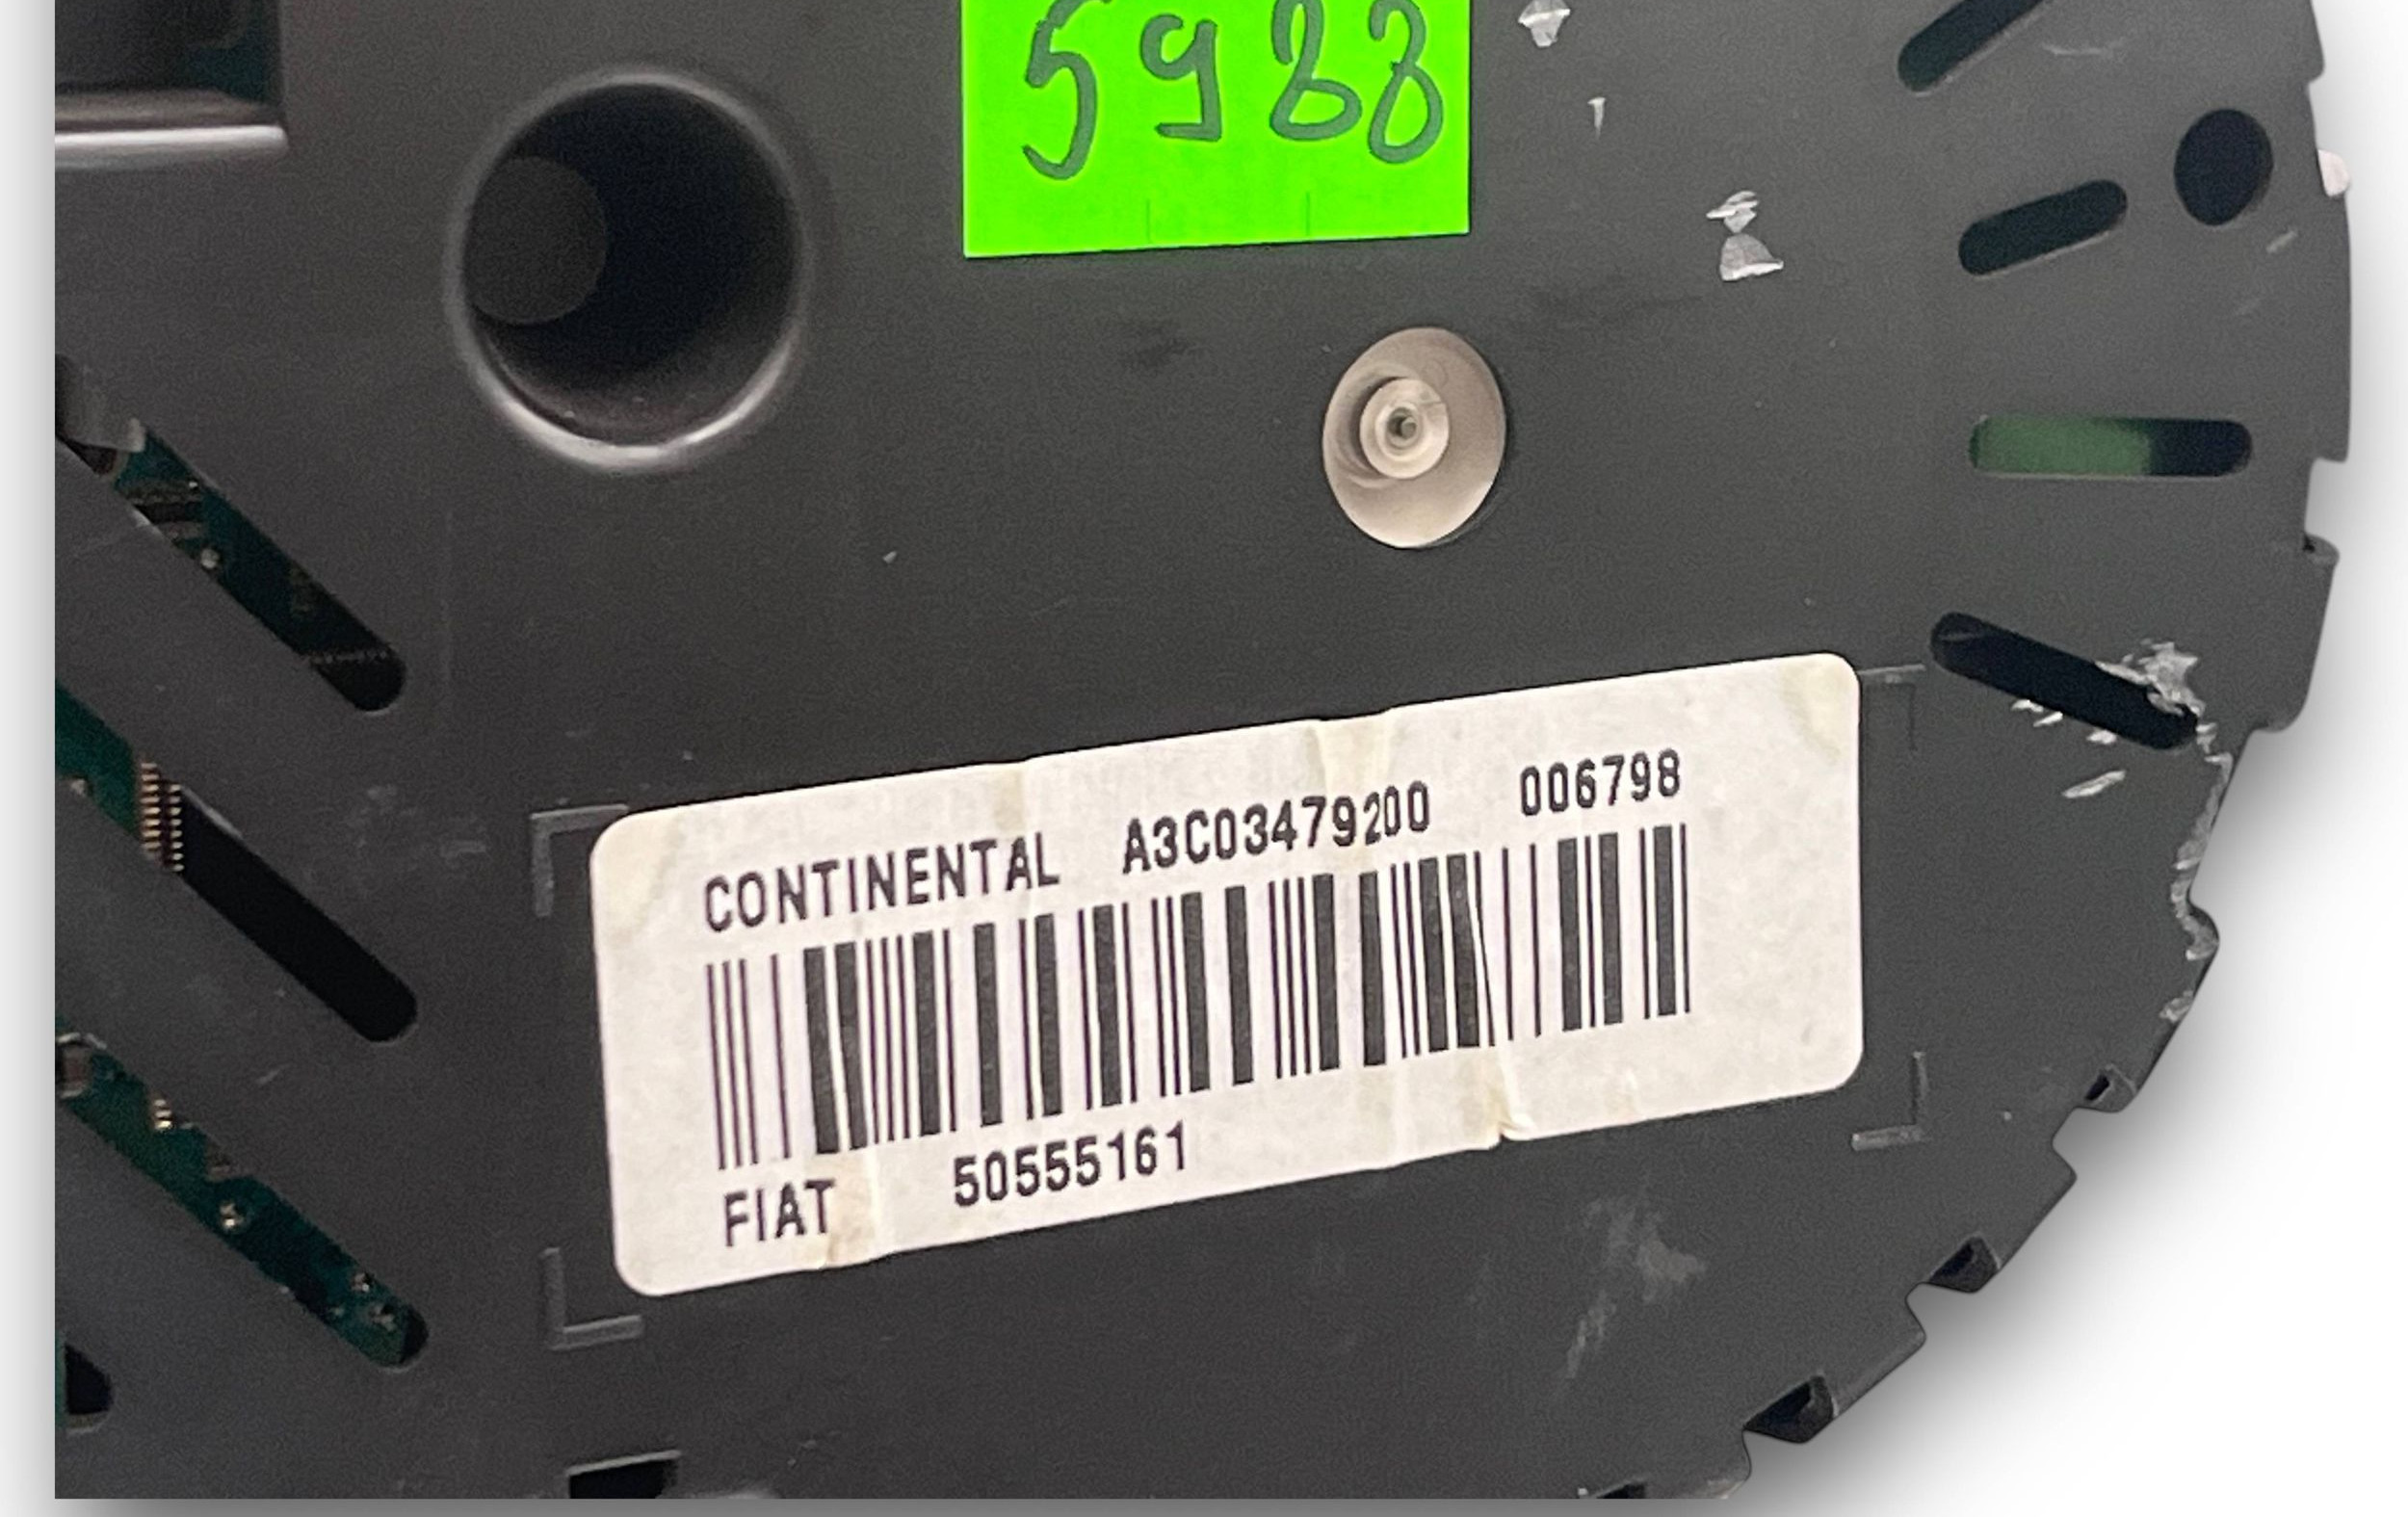 5988
CONTINENTAL A3C03479200 006798
FIAT 50555161